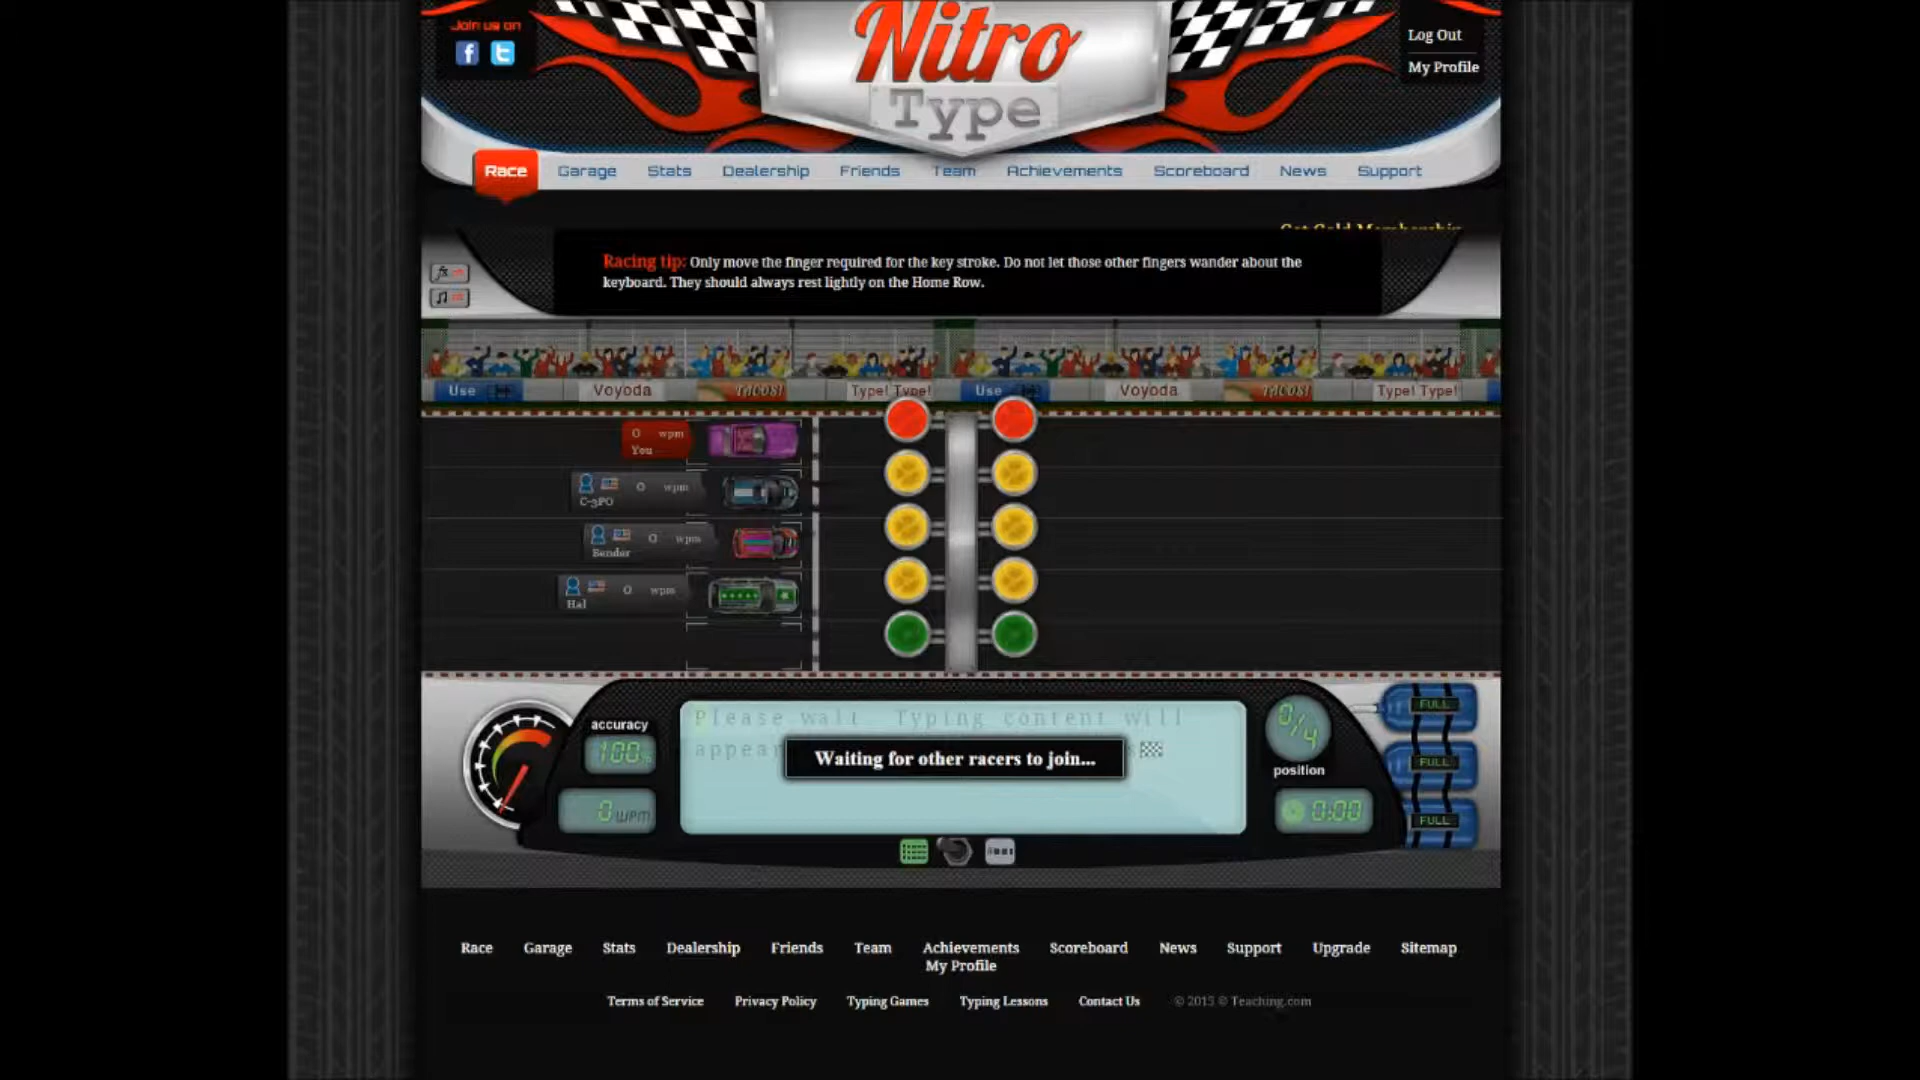 Join us on
Nitro
Type
Log Out
My Profile
Race Garage Stats Dealership Friends Team Achievements Scoreboard News Support
Get Gold Membership
Racing tip: Only move the finger required for the key stroke. Do not let those other fingers wander about the
keyboard. They should always rest lightly on the Home Row.
Use Voyoda TACOS! Type! Type! Use Voyoda TACOS! Type! Type!
0 wpm
You
0 wpm
C-3PO
0 wpm
Bender
0 wpm
Hal
accuracy
100%
0 WPM
Please wait. Typing content will
appear
Waiting for other racers to join...
0/4
position
0:00
FULL
FULL
FULL
Race Garage Stats Dealership Friends Team Achievements Scoreboard News Support Upgrade Sitemap
My Profile
Terms of Service Privacy Policy Typing Games Typing Lessons Contact Us © 2013 © Teaching.com